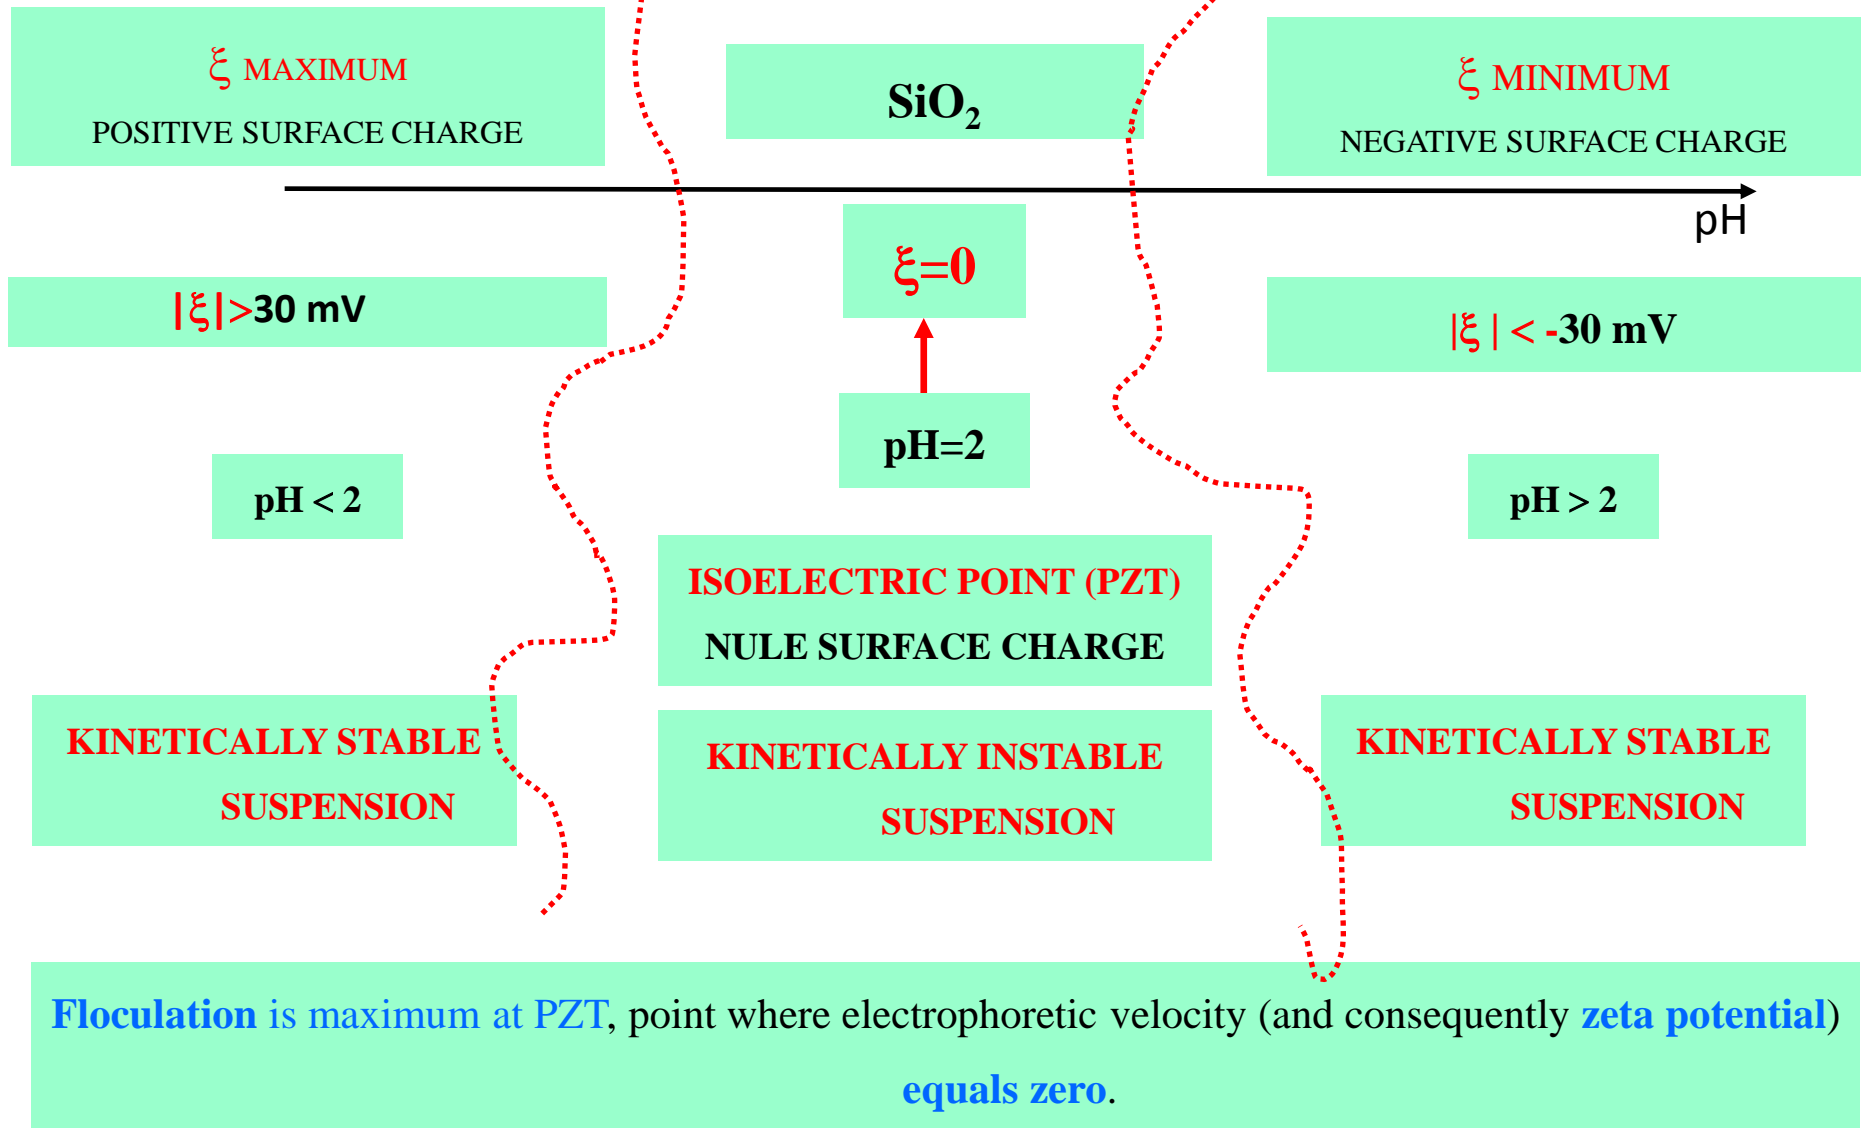 ξ MAXIMUM
POSITIVE SURFACE CHARGE
SiO₂
ξ MINIMUM
NEGATIVE SURFACE CHARGE
pH
ξ=0
|ξ|>30 mV
|ξ | < -30 mV
pH=2
pH < 2
pH > 2
ISOELECTRIC POINT (PZT)
NULE SURFACE CHARGE
KINETICALLY STABLE
SUSPENSION
KINETICALLY INSTABLE
SUSPENSION
KINETICALLY STABLE
SUSPENSION
Floculation is maximum at PZT, point where electrophoretic velocity (and consequently zeta potential)
equals zero.